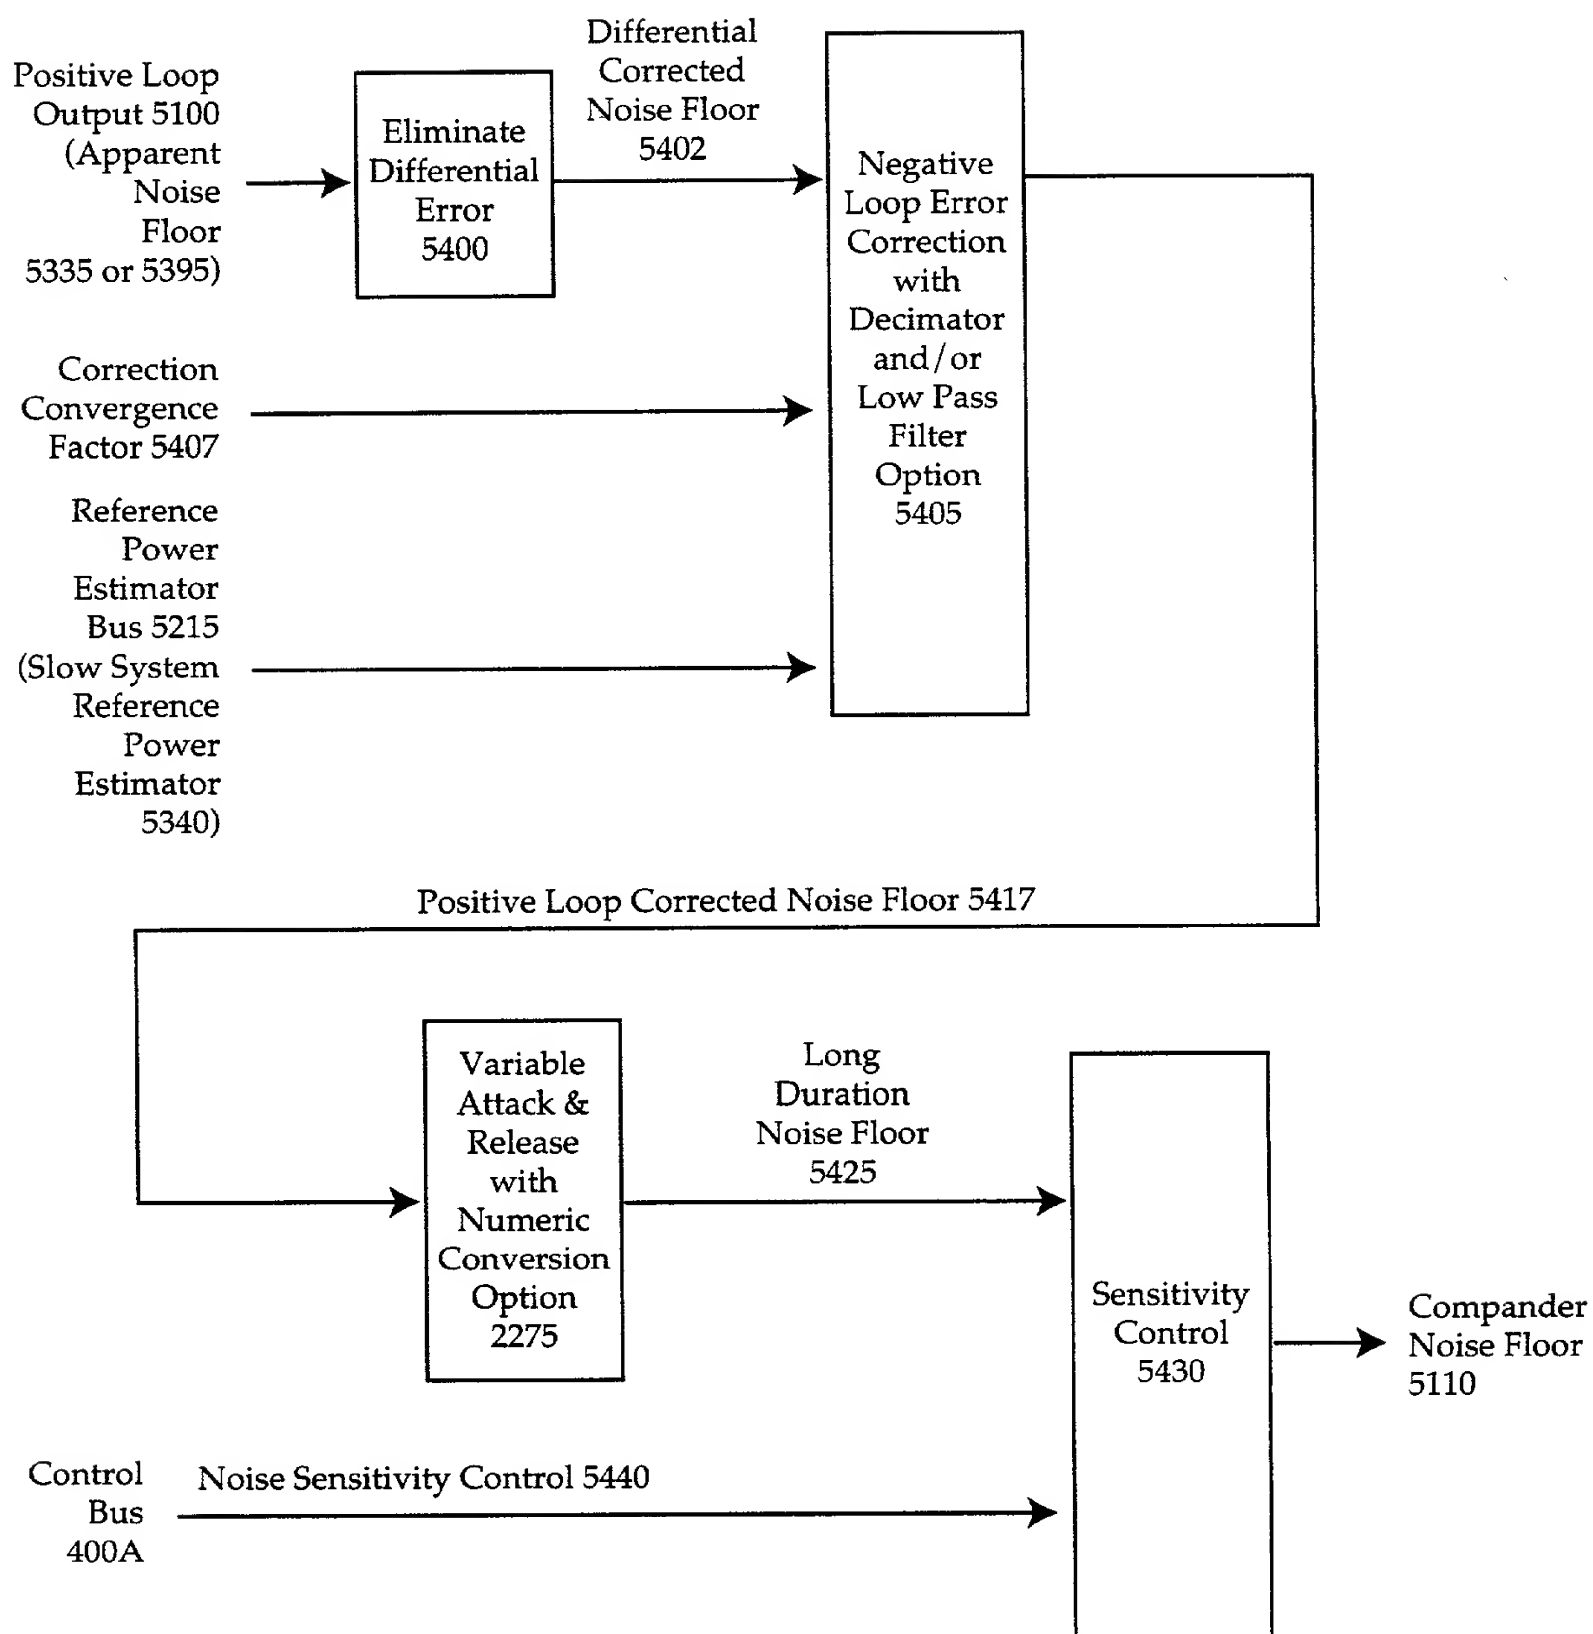 Positive Loop
Output 5100
(Apparent
Noise
Floor
5335 or 5395)
Eliminate
Differential
Error
5400
Differential
Corrected
Noise Floor
5402
Negative
Loop Error
Correction
with
Decimator
and/or
Low Pass
Filter
Option
5405
Correction
Convergence
Factor 5407
Reference
Power
Estimator
Bus 5215
(Slow System
Reference
Power
Estimator
5340)
Positive Loop Corrected Noise Floor 5417
Variable
Attack &
Release
with
Numeric
Conversion
Option
2275
Long
Duration
Noise Floor
5425
Sensitivity
Control
5430
Compander
Noise Floor
5110
Control
Bus
400A
Noise Sensitivity Control 5440